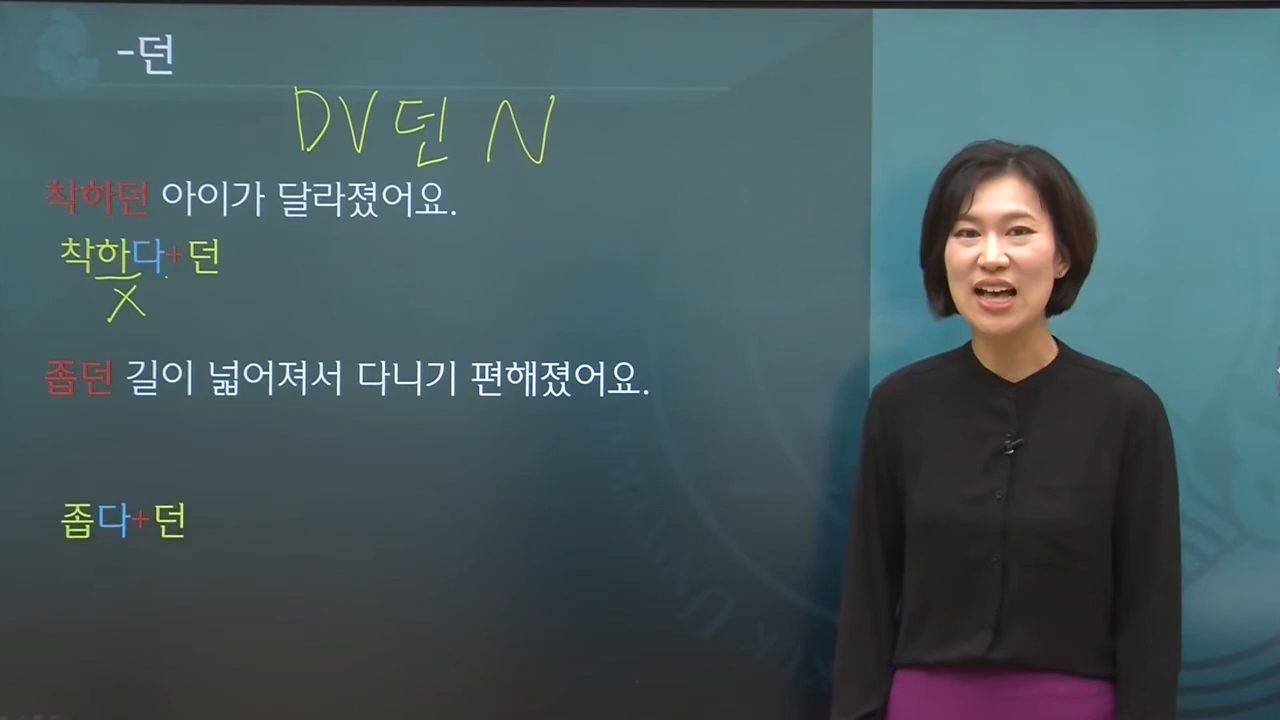 -던
DV던 N
착하던 아이가 달라졌어요.
착하다+던
X
좁던 길이 넓어져서 다니기 편해졌어요.
좁다+던